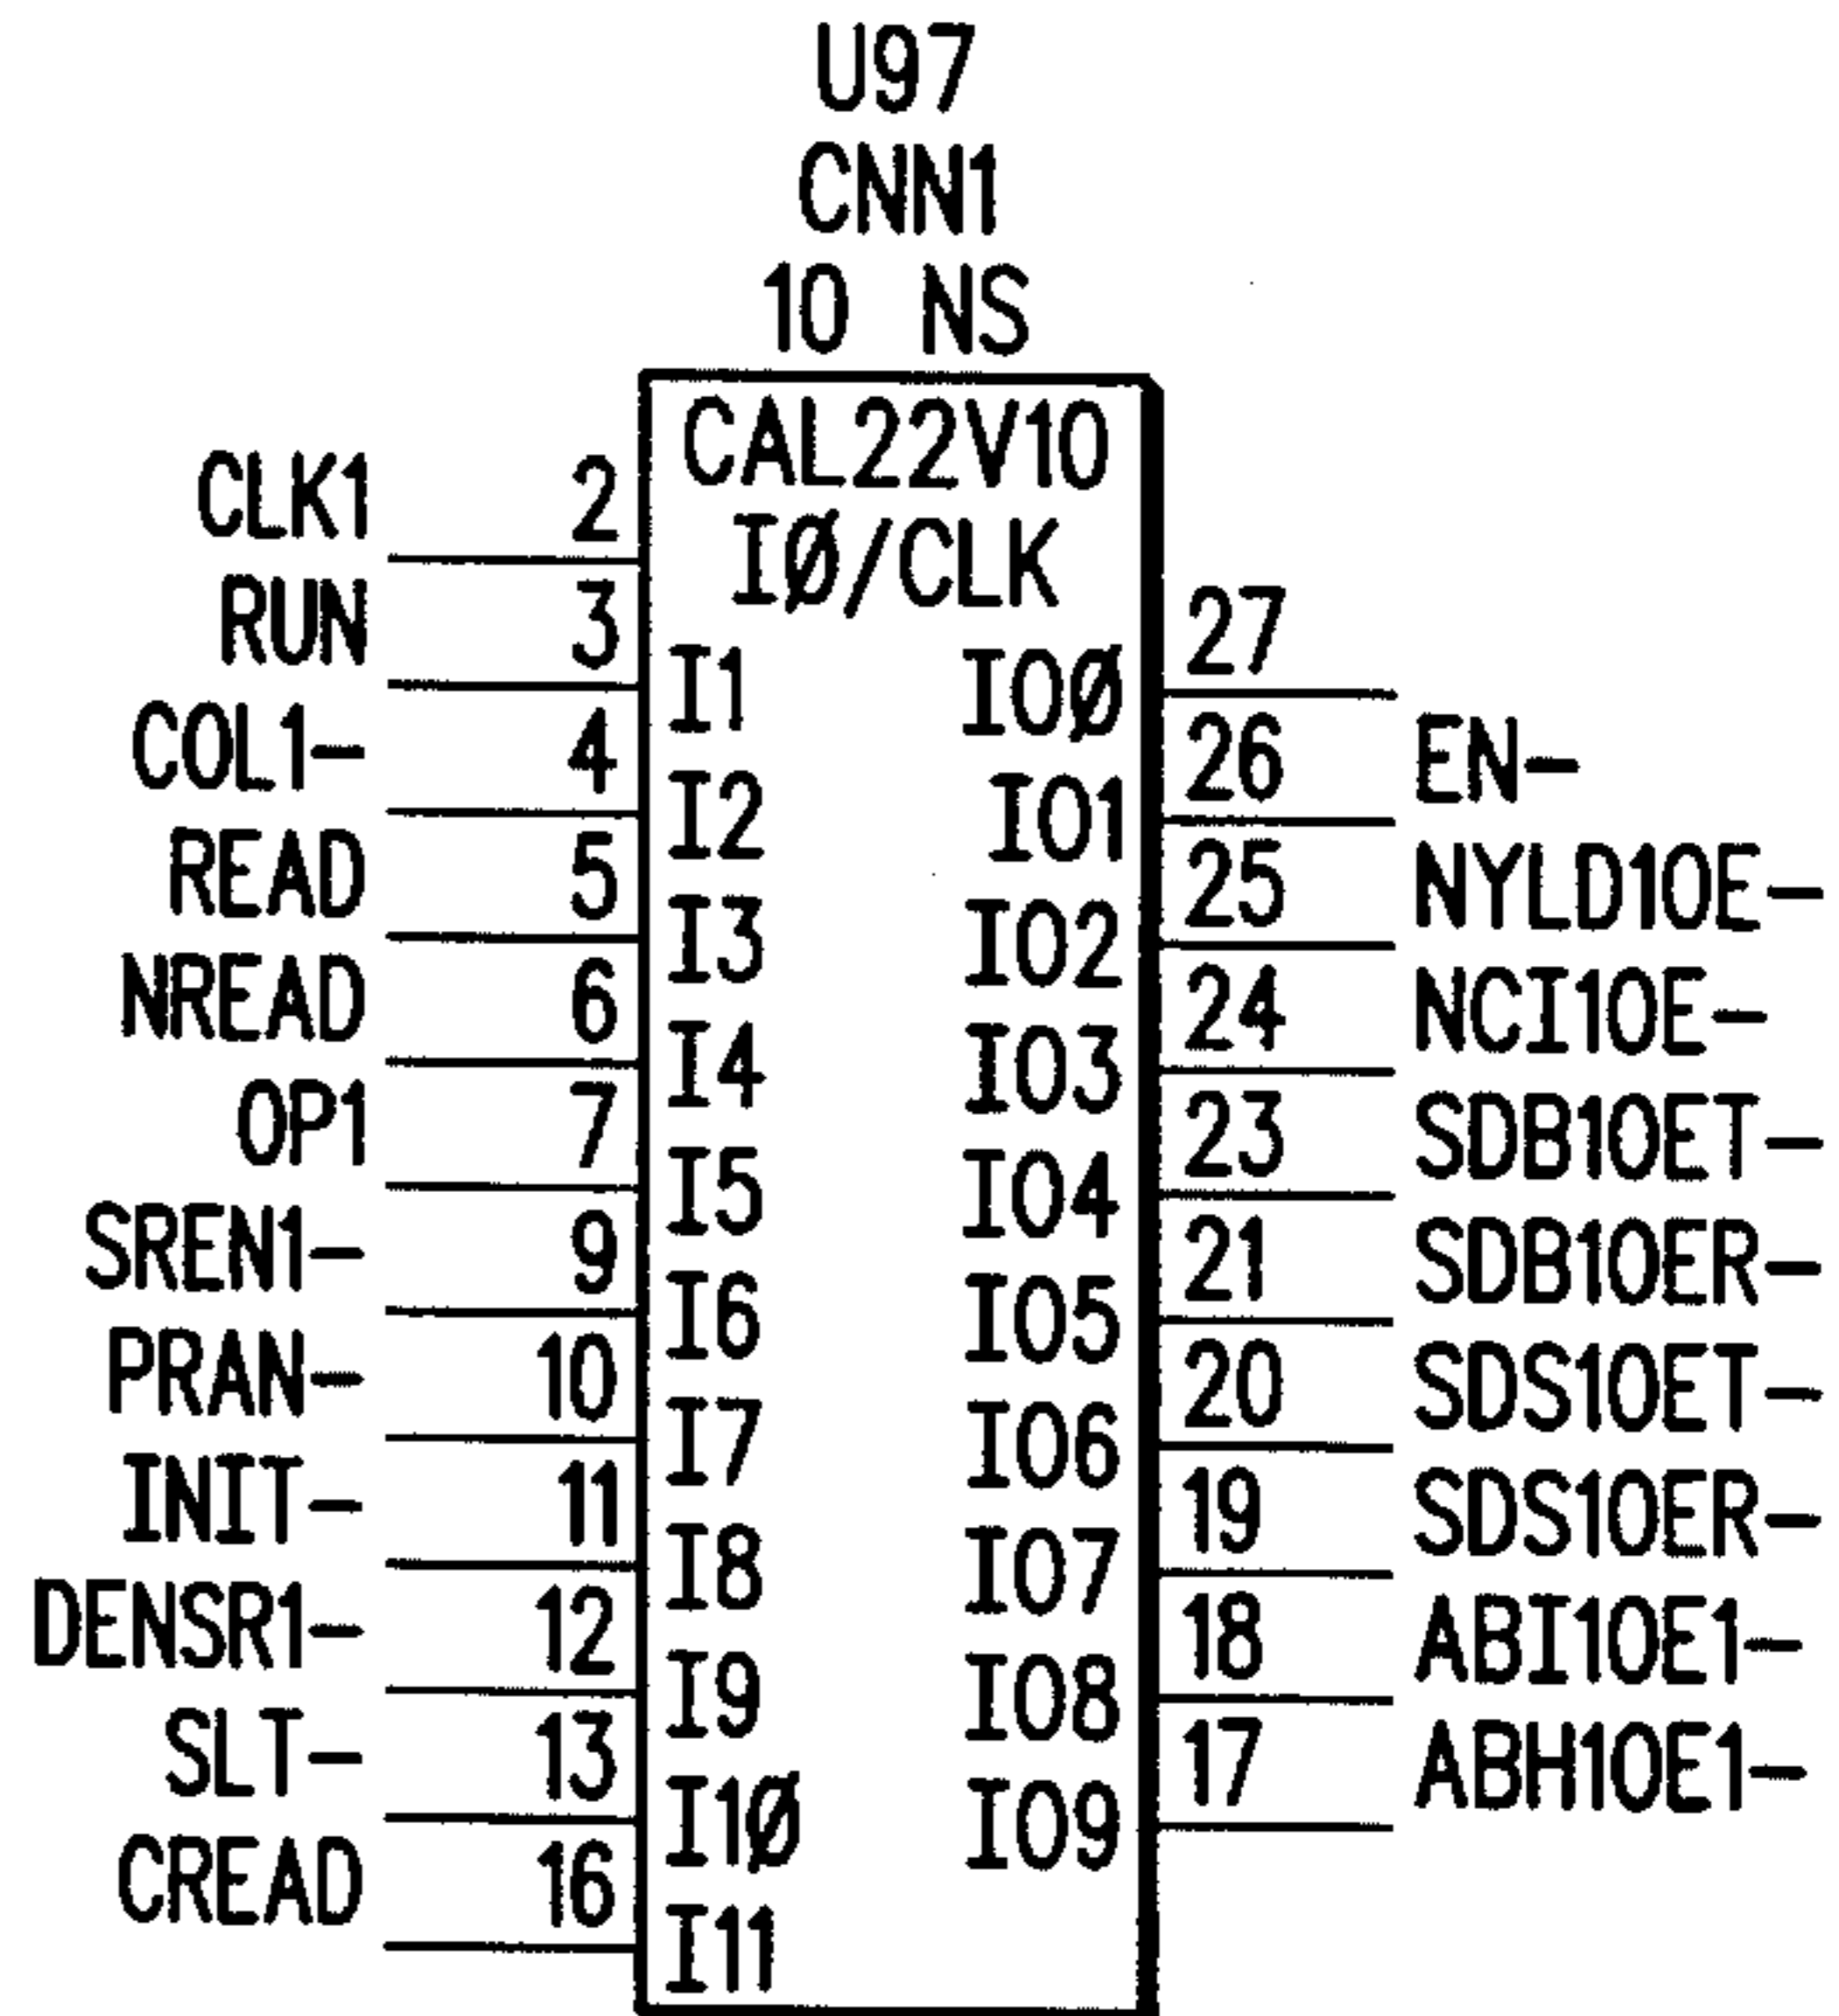 U97
CNN1
10 NS
CAL22V10
CLK1 2 IØ/CLK
RUN 3 I1 IOØ 27
COL1- 4 I2 IO1 26 EN-
READ 5 I3 IO2 25 NYLD1OE-
NREAD 6 I4 IO3 24 NCI1OE-
OP1 7 I5 IO4 23 SDB1OET-
SREN1- 9 I6 IO5 21 SDB1OER-
PRAN- 10 I7 IO6 20 SDS1OET-
INIT- 11 I8 IO7 19 SDS1OER-
DENSR1- 12 I9 IO8 18 ABI1OE1-
SLT- 13 I1Ø IO9 17 ABH1OE1-
CREAD 16 I11